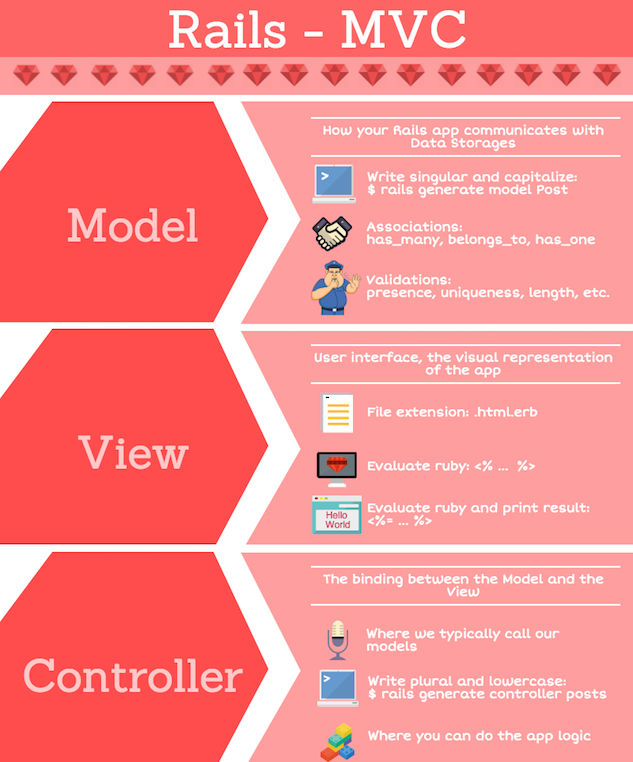 Rails - MVC
Model
How your Rails app communicates with
Data Storages
>
Write singular and capitalize:
$ rails generate model Post
Associations:
has_many, belongs_to, has_one
Validations:
presence, uniqueness, length, etc.
View
User interface, the visual representation
of the app
File extension: .html.erb
Evaluate ruby: <% ... %>
Hello
World
Evaluate ruby and print result:
<%= ... %>
Controller
The binding between the Model and the
View
Where we typically call our
models
>
Write plural and lowercase:
$ rails generate controller posts
Where you can do the app logic